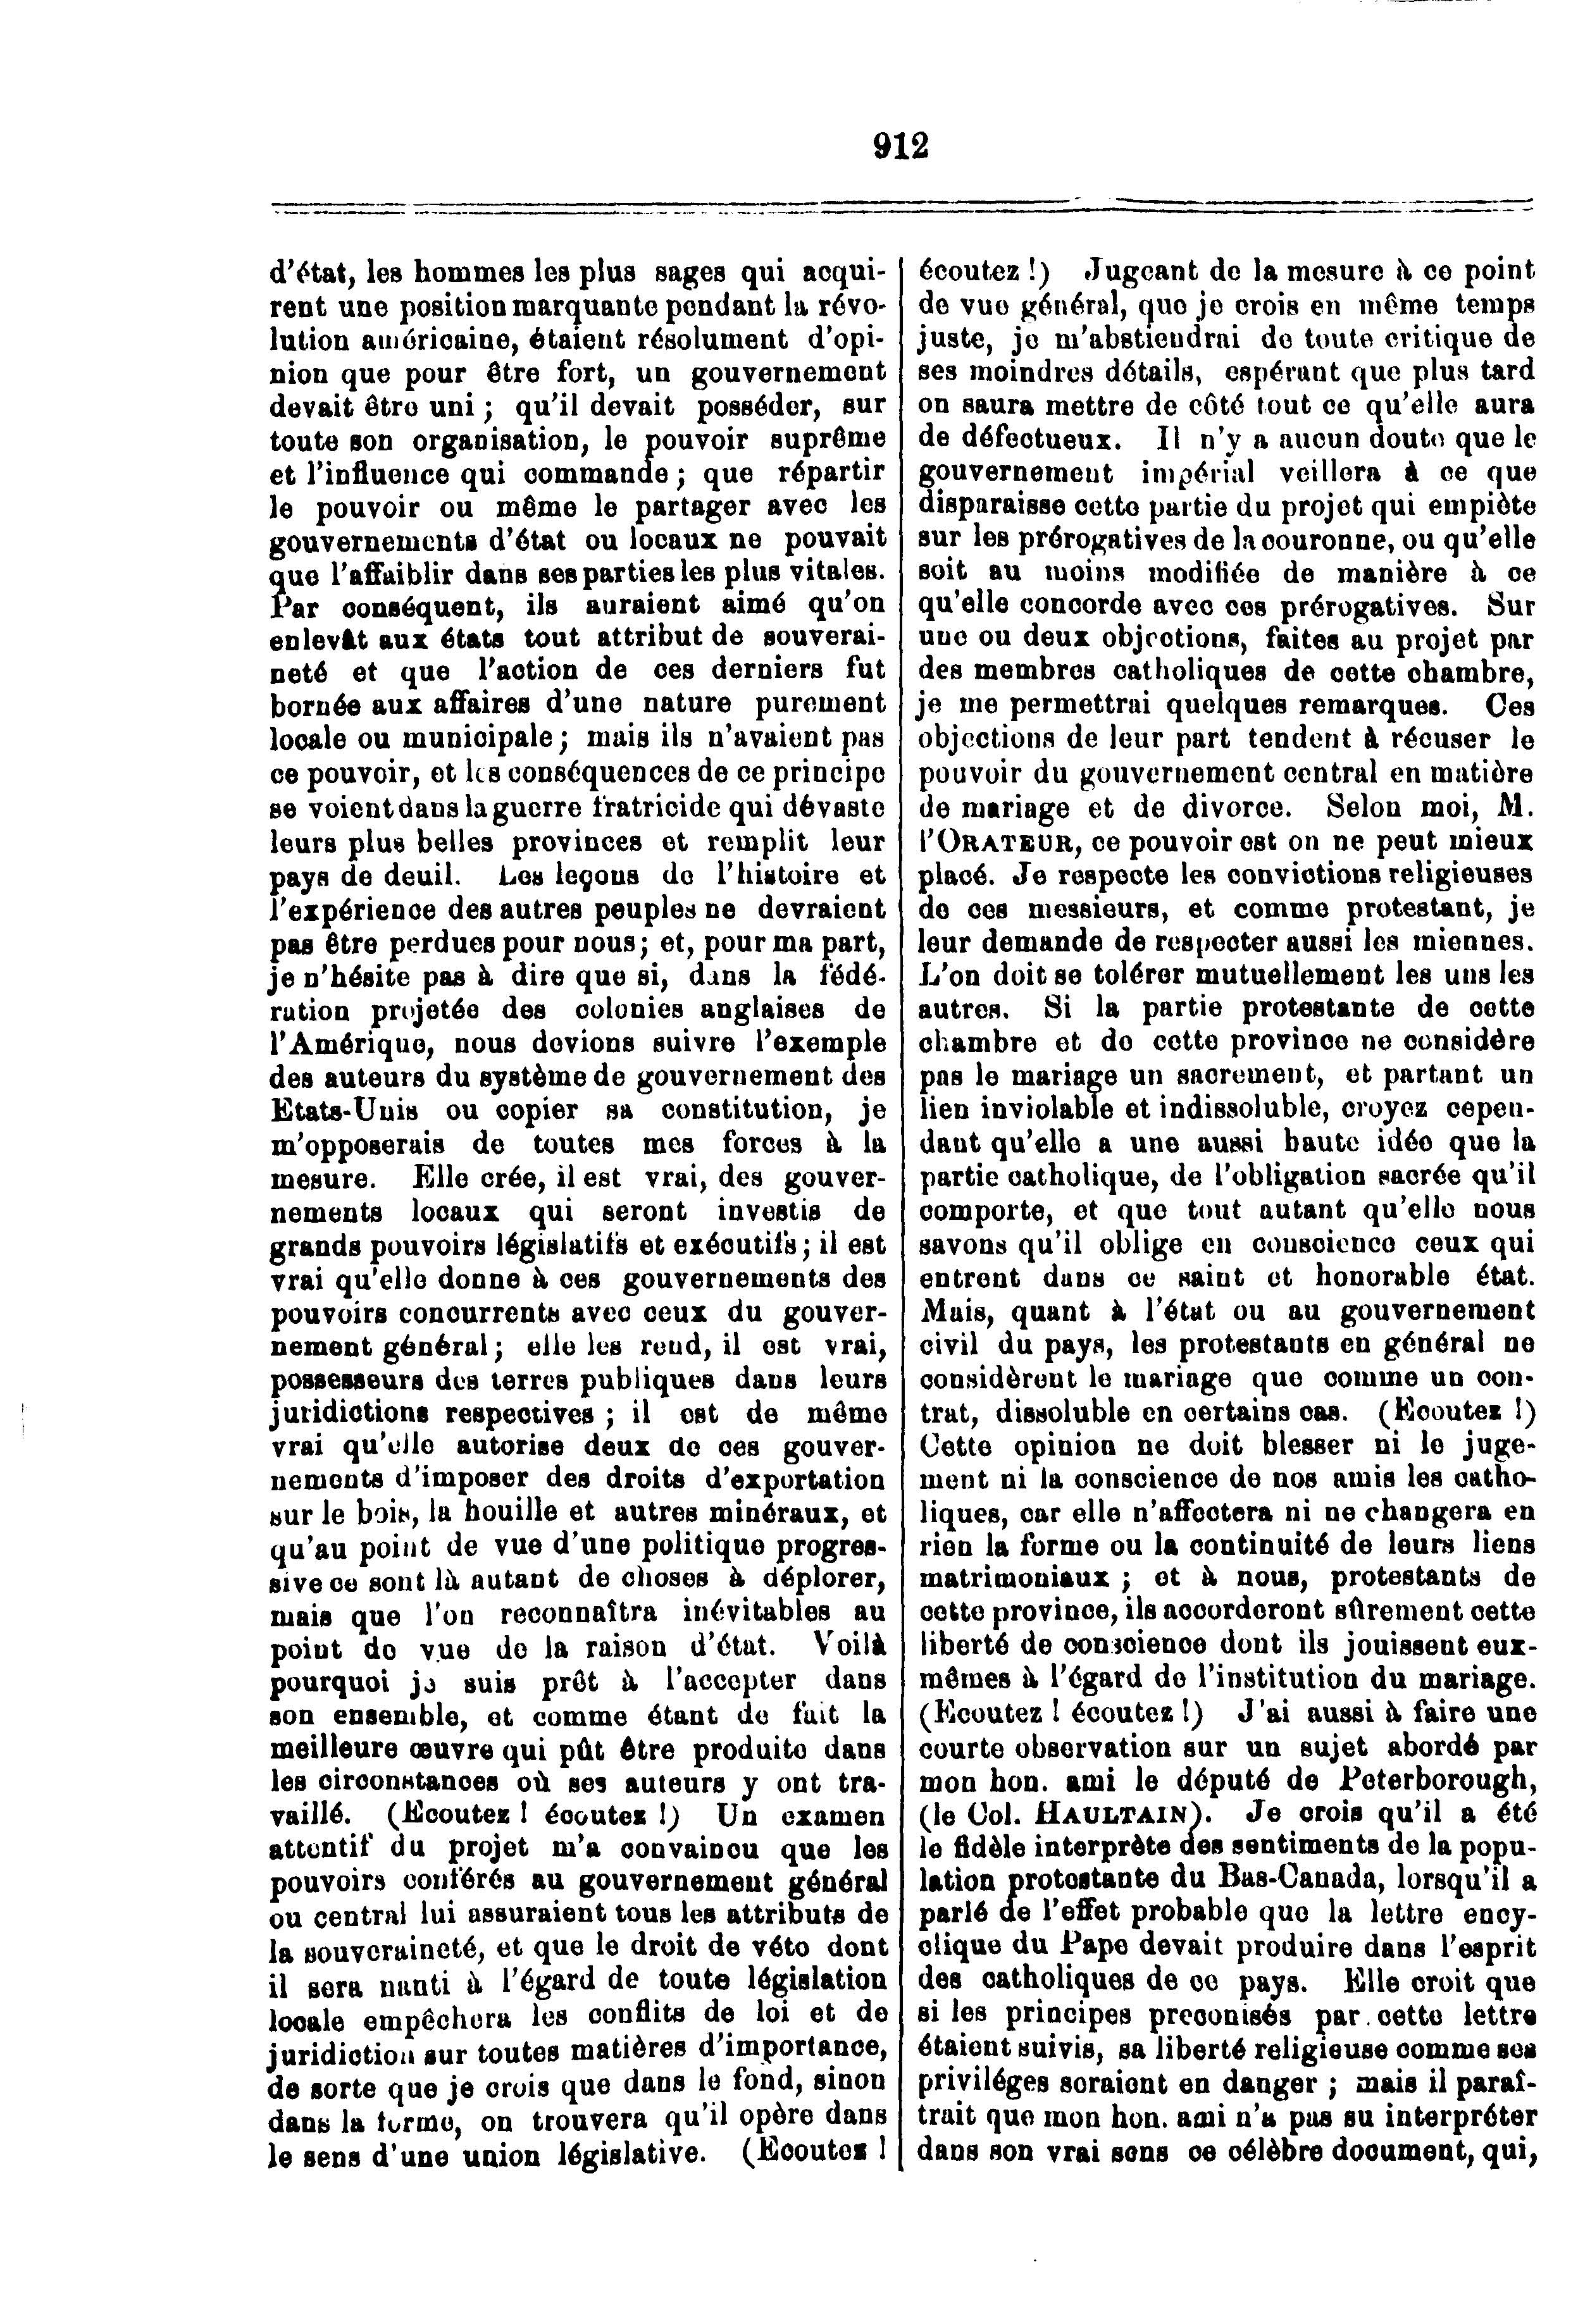 912
d'état, les hommes les plus sages qui acqui-
rent une position marquante pendant la révo-
lution américaine, étaient résolument d'opi-
nion que pour être fort, un gouvernement
devait être uni ; qu'il devait posséder, sur
toute son organisation, le pouvoir suprême
et l'influence qui commande ; que répartir
le pouvoir ou même le partager avec les
gouvernements d'état ou locaux ne pouvait
que l'affaiblir dans ses parties les plus vitales.
Par conséquent, ils auraient aimé qu'on
enlevât aux états tout attribut de souverai-
neté et que l'action de ces derniers fut
bornée aux affaires d'une nature purement
locale ou municipale ; mais ils n'avaient pas
ce pouvoir, et les conséquences de ce principe
se voient dans la guerre fratricide qui dévaste
leurs plus belles provinces et remplit leur
pays de deuil. Les leçons de l'histoire et
l'expérience des autres peuples ne devraient
pas être perdues pour nous ; et, pour ma part,
je n'hésite pas à dire que si, dans la fédé-
ration projetée des colonies anglaises de
l'Amérique, nous devions suivre l'exemple
des auteurs du système de gouvernement des
Etats-Unis ou copier sa constitution, je
m'opposerais de toutes mes forces à la
mesure. Elle crée, il est vrai, des gouver-
nements locaux qui seront investis de
grands pouvoirs législatifs et exécutifs ; il est
vrai qu'elle donne à ces gouvernements des
pouvoirs concurrents avec ceux du gouver-
nement général ; elle les rend, il est vrai,
possesseurs des terres publiques dans leurs
juridictions respectives ; il est de même
vrai qu'elle autorise deux de ces gouver-
nements d'imposer des droits d'exportation
sur le bois, la houille et autres minéraux, et
qu'au point de vue d'une politique progres-
sive ce sont là autant de choses à déplorer,
mais que l'on reconnaîtra inévitables au
point de vue de la raison d'état. Voilà
pourquoi je suis prêt à l'accepter dans
son ensemble, et comme étant de fait la
meilleure œuvre qui pût être produite dans
les circonstances où ses auteurs y ont tra-
vaillé. (Ecoutez ! écoutez !) Un examen
attentif du projet m'a convaincu que les
pouvoirs conférés au gouvernement général
ou central lui assuraient tous les attributs de
la souveraineté, et que le droit de véto dont
il sera nanti à l'égard de toute législation
locale empêchera les conflits de loi et de
juridiction sur toutes matières d'importance,
de sorte que je crois que dans le fond, sinon
dans la forme, on trouvera qu'il opère dans
le sens d'une union législative. (Ecoutez !
écoutez !) Jugeant de la mesure à ce point
de vue général, que je crois en même temps
juste, je m'abstiendrai de toute critique de
ses moindres détails, espérant que plus tard
on saura mettre de côté tout ce qu'elle aura
de défectueux. Il n'y a aucun doute que le
gouvernement impérial veillera à ce que
disparaisse cette partie du projet qui empiète
sur les prérogatives de la couronne, ou qu'elle
soit au moins modifiée de manière à ce
qu'elle concorde avec ces prérogatives. Sur
une ou deux objections, faites au projet par
des membres catholiques de cette chambre,
je me permettrai quelques remarques. Ces
objections de leur part tendent à récuser le
pouvoir du gouvernement central en matière
de mariage et de divorce. Selon moi, M.
l'ORATEUR, ce pouvoir est on ne peut mieux
placé. Je respecte les convictions religieuses
de ces messieurs, et comme protestant, je
leur demande de respecter aussi les miennes.
L'on doit se tolérer mutuellement les uns les
autres. Si la partie protestante de cette
chambre et de cette province ne considère
pas le mariage un sacrement, et partant un
lien inviolable et indissoluble, croyez cepen-
dant qu'elle a une aussi haute idée que la
partie catholique, de l'obligation sacrée qu'il
comporte, et que tout autant qu'elle nous
savons qu'il oblige en conscience ceux qui
entrent dans ce saint et honorable état.
Mais, quant à l'état ou au gouvernement
civil du pays, les protestants en général ne
considèrent le mariage que comme un con-
trat, dissoluble en certains cas. (Ecoutez !)
Cette opinion ne doit blesser ni le juge-
ment ni la conscience de nos amis les catho-
liques, car elle n'affectera ni ne changera en
rien la forme ou la continuité de leurs liens
matrimoniaux ; et à nous, protestants de
cette province, ils accorderont sûrement cette
liberté de conscience dont ils jouissent eux-
mêmes à l'égard de l'institution du mariage.
(Ecoutez ! écoutez !) J'ai aussi à faire une
courte observation sur un sujet abordé par
mon hon. ami le député de Peterborough,
(le Col. HAULTAIN). Je crois qu'il a été
le fidèle interprète des sentiments de la popu-
lation protestante du Bas-Canada, lorsqu'il a
parlé de l'effet probable que la lettre ency-
clique du Pape devait produire dans l'esprit
des catholiques de ce pays. Elle croit que
si les principes preconisés par cette lettre
étaient suivis, sa liberté religieuse comme ses
priviléges seraient en danger ; mais il paraî-
trait que mon hon. ami n'a pas su interpréter
dans son vrai sens ce célèbre document, qui,